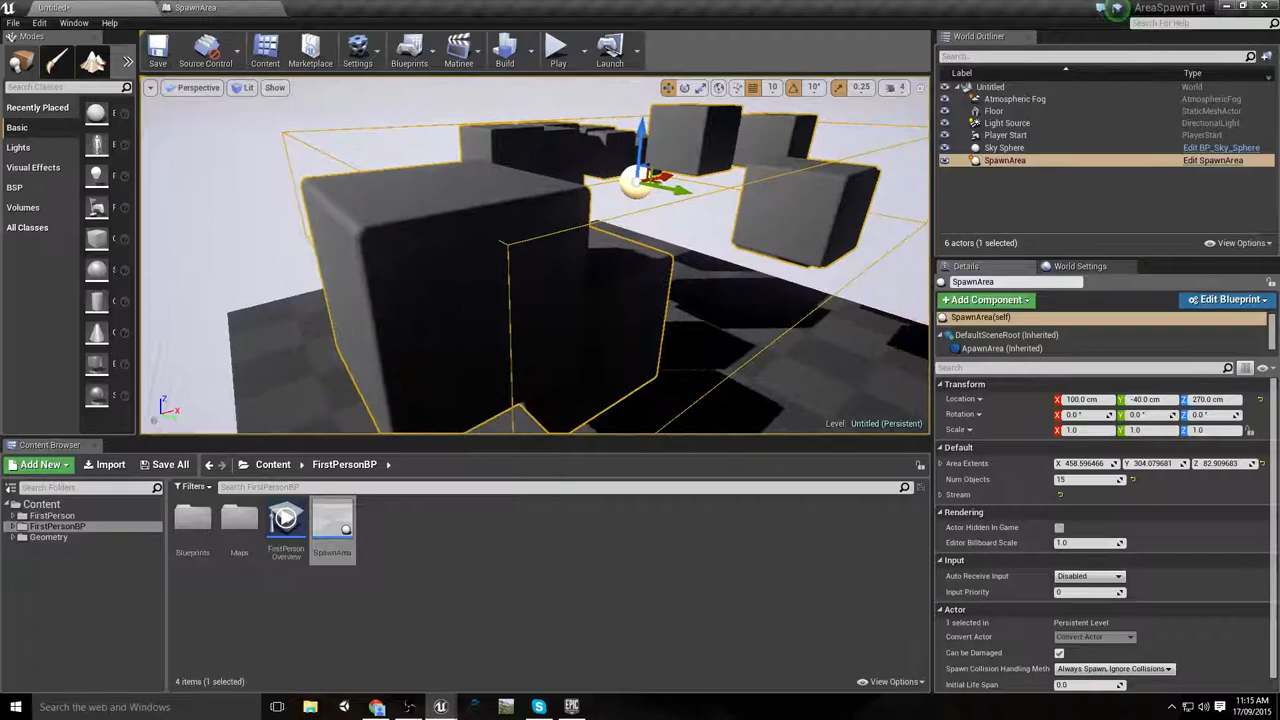 Untitled*
SpawnArea
AreaSpawnTut
File Edit Window Help
Search For Help
Modes
Search Classes
Recently Placed
Basic
Lights
Visual Effects
BSP
Volumes
All Classes
Save
Source Control
Content
Marketplace
Settings
Blueprints
Matinee
Build
Play
Launch
Perspective
Lit
Show
10
10°
0.25
4
Level: Untitled (Persistent)
World Outliner
Search...
Label Type
Untitled World
Atmospheric Fog AtmosphericFog
Floor StaticMeshActor
Light Source DirectionalLight
Player Start PlayerStart
Sky Sphere Edit BP_Sky_Sphere
SpawnArea Edit SpawnArea
6 actors (1 selected)
View Options
Details
World Settings
SpawnArea
Add Component
Edit Blueprint
SpawnArea(self)
DefaultSceneRoot (Inherited)
ApawnArea (Inherited)
Search
Transform
Location X 100.0 cm Y -40.0 cm Z 270.0 cm
Rotation X 0.0 ° Y 0.0 ° Z 0.0 °
Scale X 1.0 Y 1.0 Z 1.0
Default
Area Extents X 458.596466 Y 304.079681 Z 82.909683
Num Objects 15
Stream
Rendering
Actor Hidden In Game
Editor Billboard Scale 1.0
Input
Auto Receive Input Disabled
Input Priority 0
Actor
1 selected in Persistent Level
Convert Actor Convert Actor
Can be Damaged
Spawn Collision Handling Meth Always Spawn, Ignore Collisions
Initial Life Span 0.0
Content Browser
Add New
Import
Save All
Content
FirstPersonBP
Search Folders
Filters
Search FirstPersonBP
Content
FirstPerson
FirstPersonBP
Geometry
Blueprints
Maps
FirstPerson
Overview
SpawnArea
4 items (1 selected)
View Options
Search the web and Windows
11:15 AM
17/09/2015